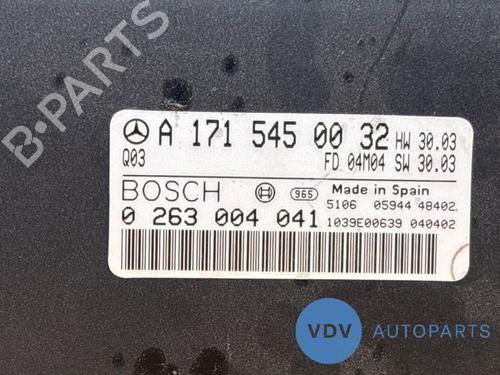 B-PARTS
A 171 545 00 32 HW 30.03
Q03 FD 04M04 SW 30.03
BOSCH 965 Made in Spain
5106 05944 48402
0 263 004 041 1039E00639 040402
VDV AUTOPARTS